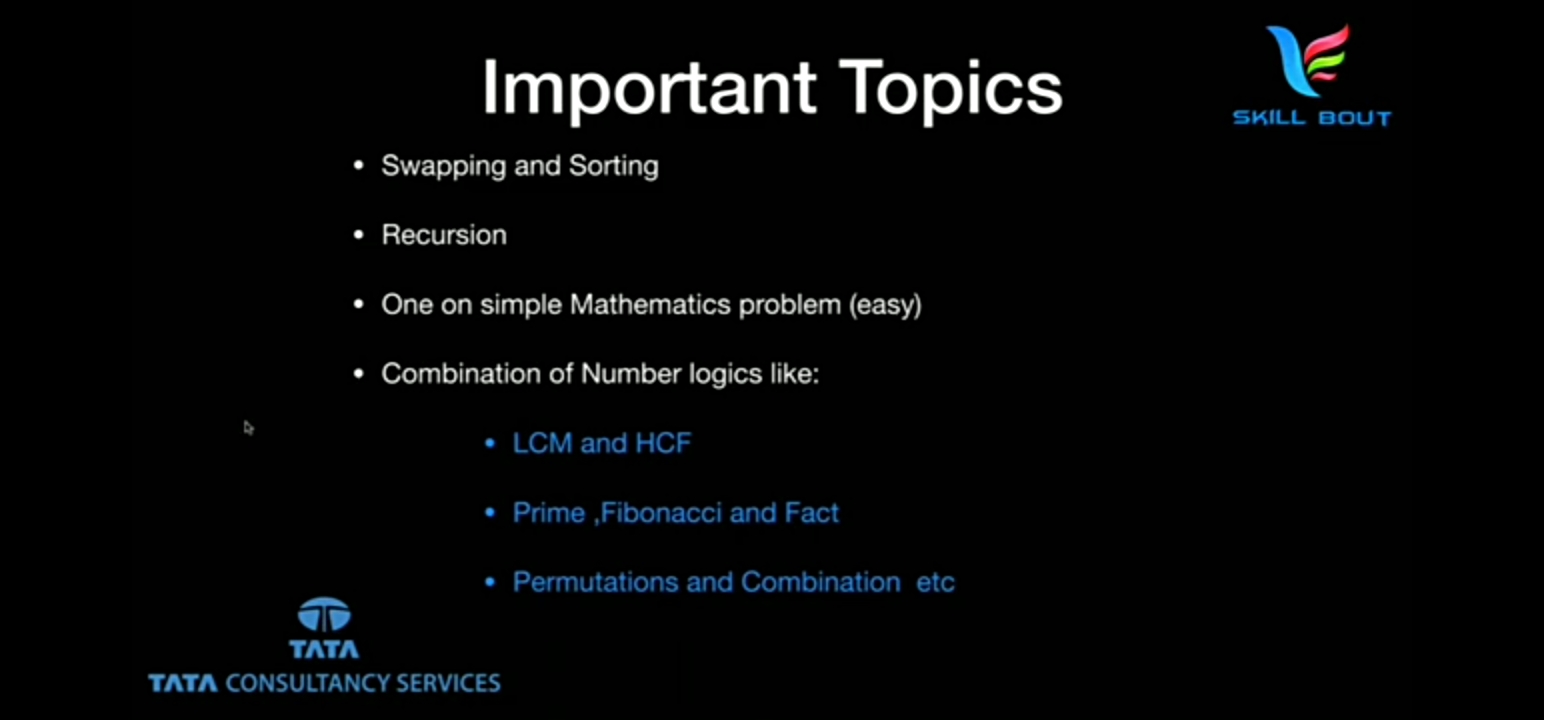 Important Topics
SKILL BOUT
• Swapping and Sorting
• Recursion
• One on simple Mathematics problem (easy)
• Combination of Number logics like:
• LCM and HCF
• Prime ,Fibonacci and Fact
• Permutations and Combination etc
TATA
TATA CONSULTANCY SERVICES